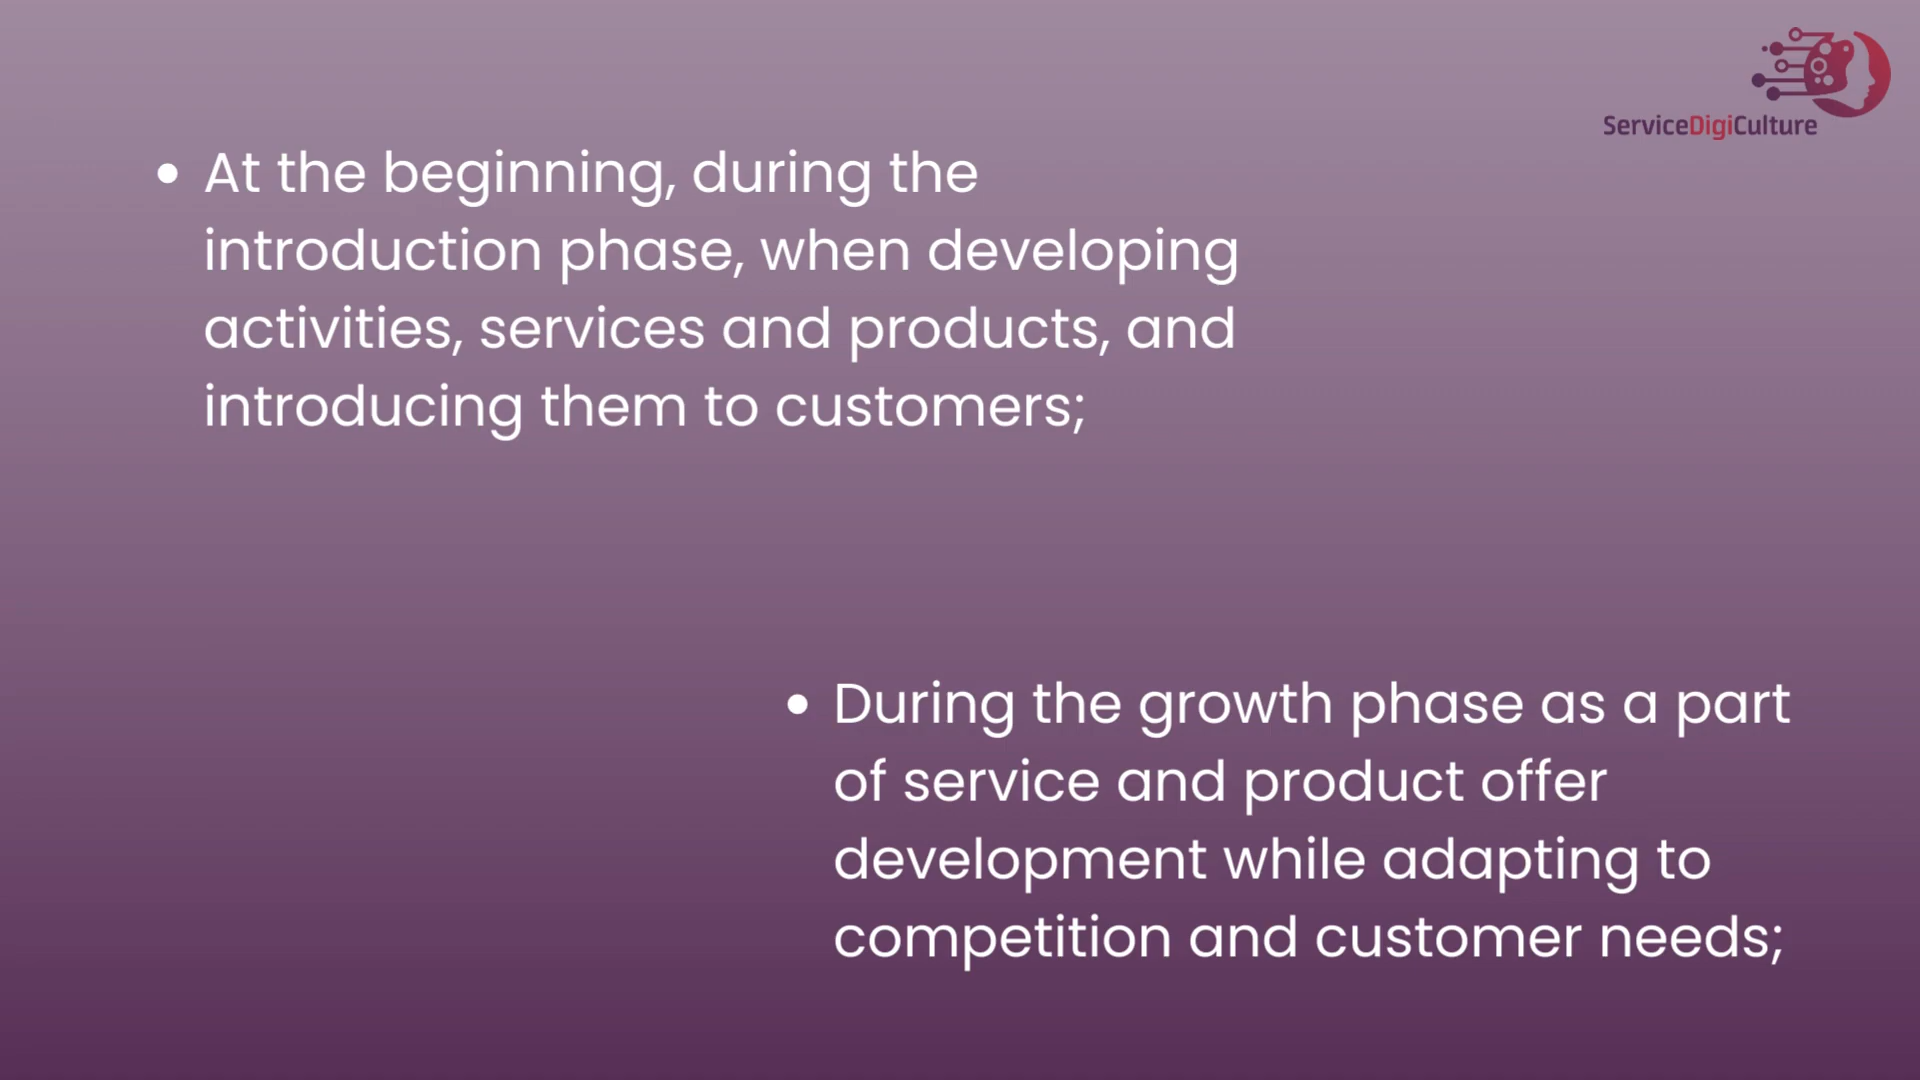 ServiceDigiCulture
• At the beginning, during the
introduction phase, when developing
activities, services and products, and
introducing them to customers;
• During the growth phase as a part
of service and product offer
development while adapting to
competition and customer needs;